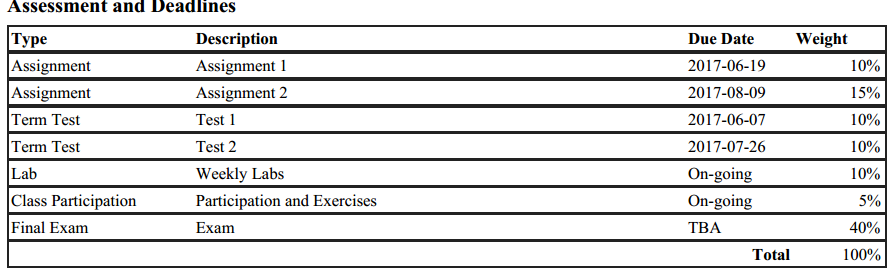 Assessment and Deadlines
Type Description Due Date Weight
Assignment Assignment 1 2017-06-19 10%
Assignment Assignment 2 2017-08-09 15%
Term Test Test 1 2017-06-07 10%
Term Test Test 2 2017-07-26 10%
Lab Weekly Labs On-going 10%
Class Participation Participation and Exercises On-going 5%
Final Exam Exam TBA 40%
Total 100%